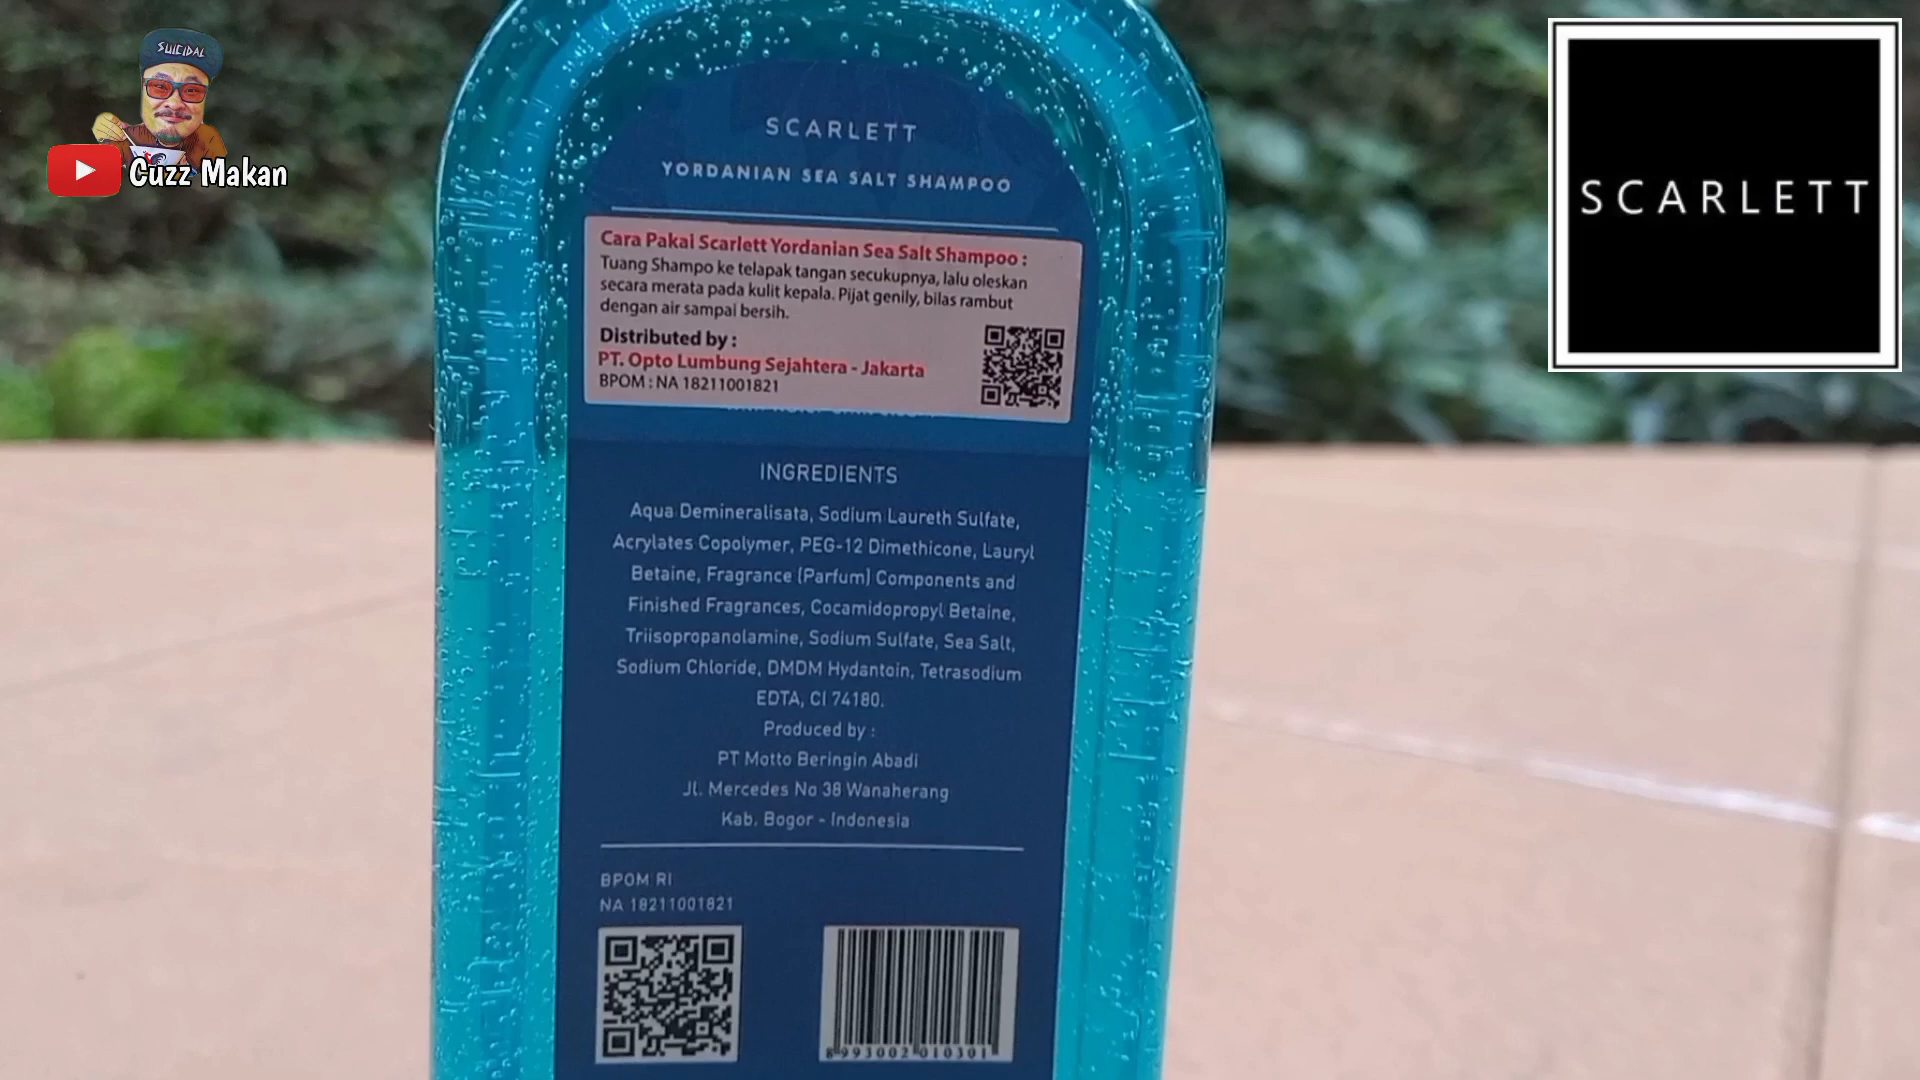 SUICIDAL
Cuzz Makan
SCARLETT
SCARLETT
YORDANIAN SEA SALT SHAMPOO
Cara Pakai Scarlett Yordanian Sea Salt Shampoo :
Tuang Shampo ke telapak tangan secukupnya, lalu oleskan
secara merata pada kulit kepala. Pijat genily, bilas rambut
dengan air sampai bersih.
Distributed by :
PT. Opto Lumbung Sejahtera - Jakarta
BPOM : NA 18211001821
INGREDIENTS
Aqua Demineralisata, Sodium Laureth Sulfate,
Acrylates Copolymer, PEG-12 Dimethicone, Lauryl
Betaine, Fragrance (Parfum) Components and
Finished Fragrances, Cocamidopropyl Betaine,
Triisopropanolamine, Sodium Sulfate, Sea Salt,
Sodium Chloride, DMDM Hydantoin, Tetrasodium
EDTA, CI 74180.
Produced by :
PT Motto Beringin Abadi
Jl. Mercedes No 38 Wanaherang
Kab. Bogor - Indonesia
BPOM RI
NA 18211001821
8 993002 010301